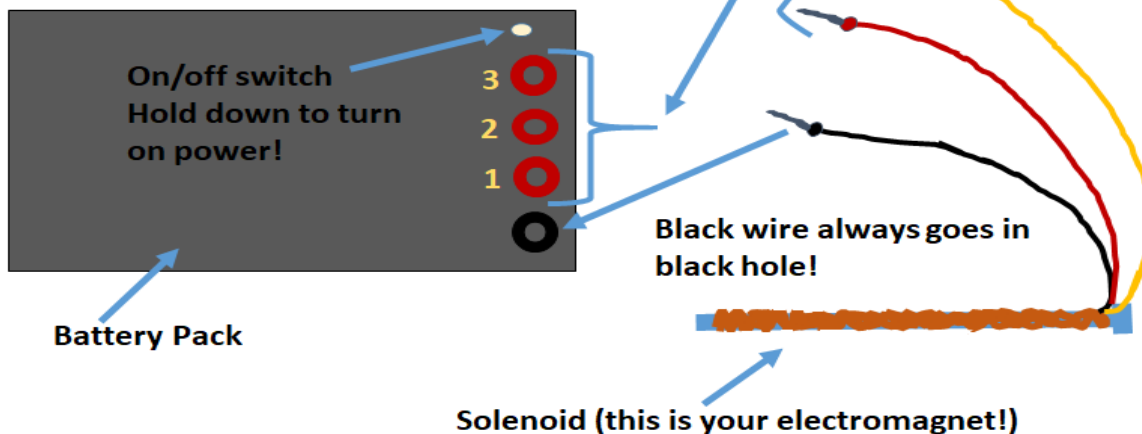 On/off switch
Hold down to turn
on power!
3
2
1
Black wire always goes in
black hole!
Battery Pack
Solenoid (this is your electromagnet!)